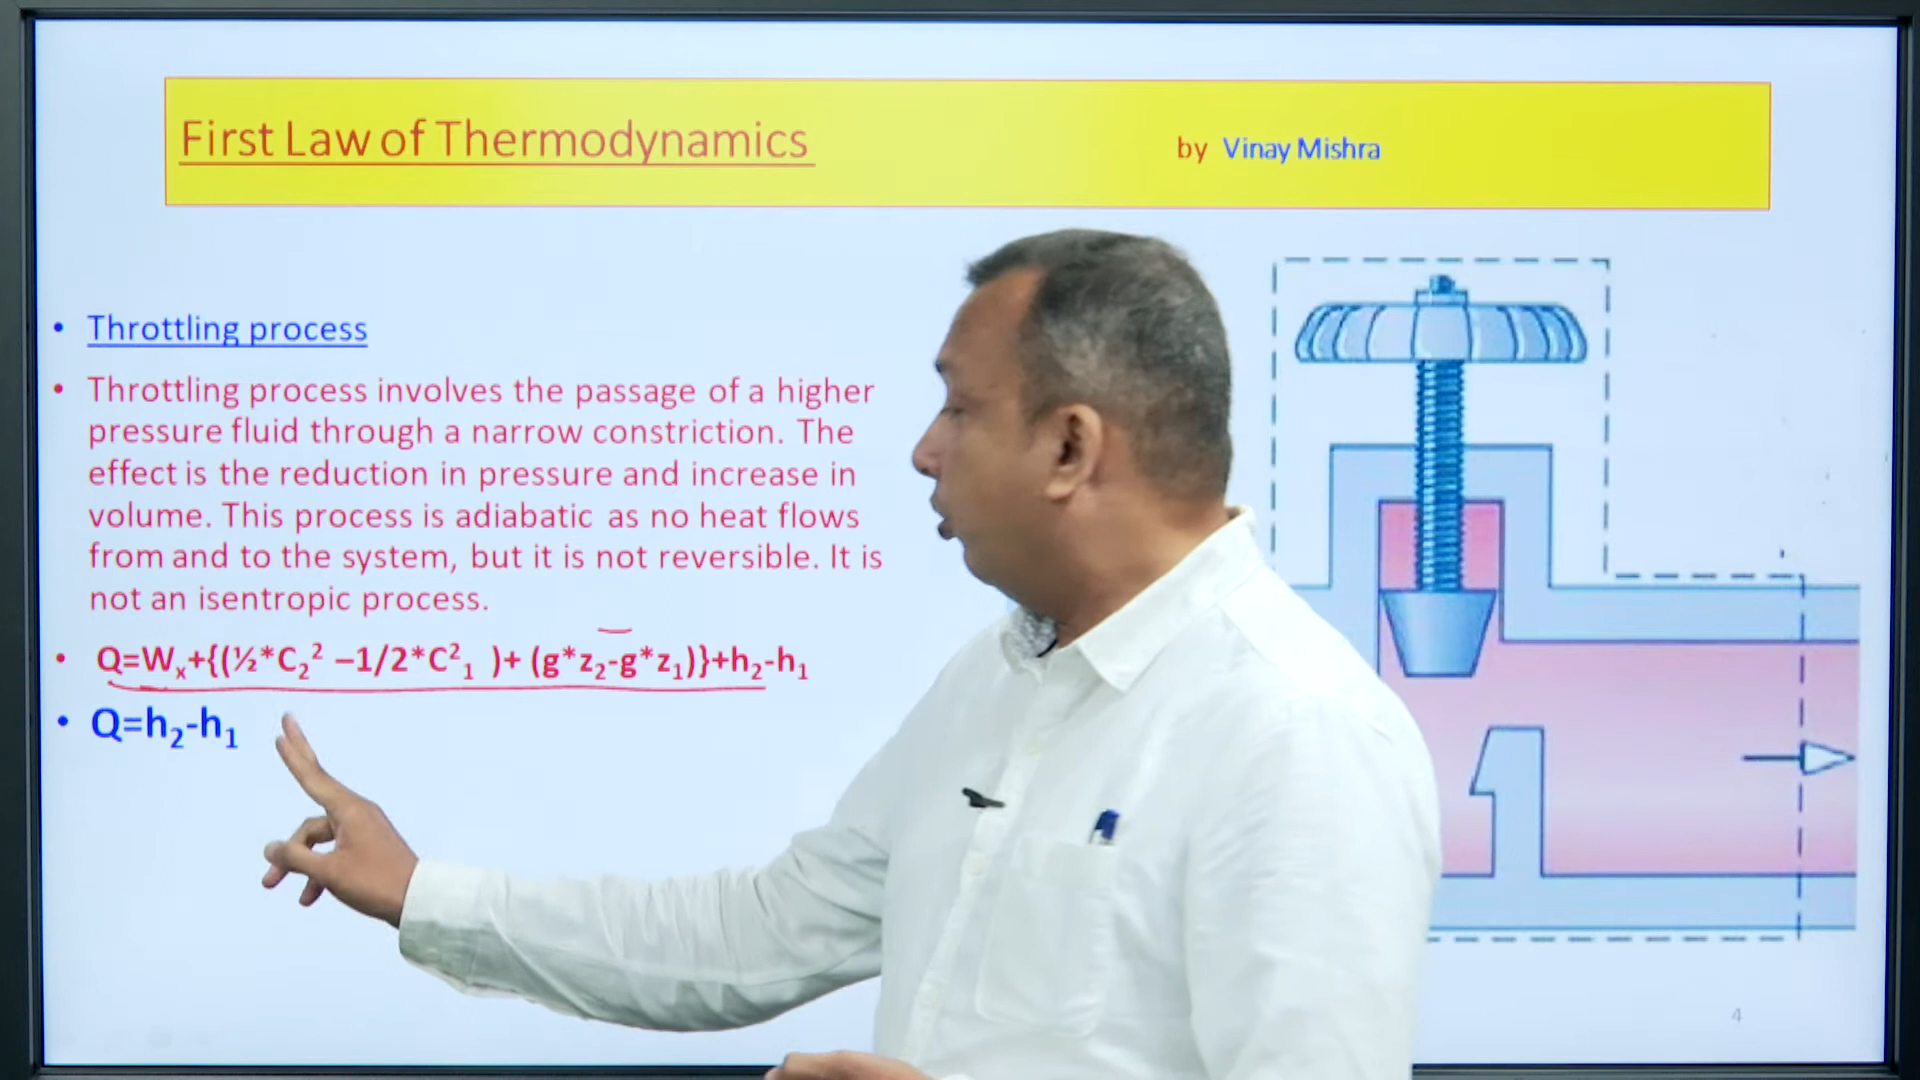 First Law of Thermodynamics by Vinay Mishra
• Throttling process
• Throttling process involves the passage of a higher
pressure fluid through a narrow constriction. The
effect is the reduction in pressure and increase in
volume. This process is adiabatic as no heat flows
from and to the system, but it is not reversible. It is
not an isentropic process.
• Q=Wₓ+{(½*C₂² –1/2*C²₁ )+ (g*z₂-g*z₁)}+h₂-h₁
• Q=h₂-h₁
4